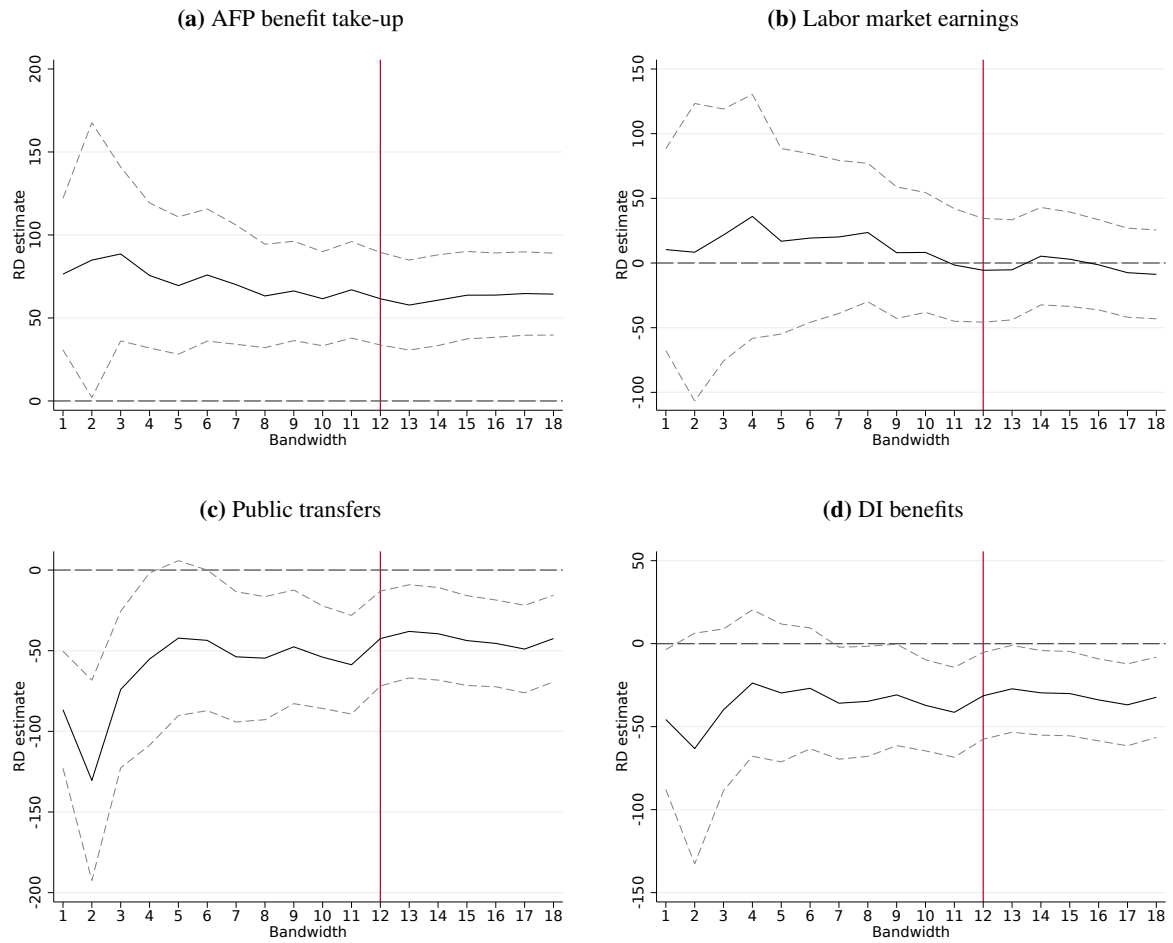 (a) AFP benefit take-up
200
150
100
50
0
RD estimate
1 2 3 4 5 6 7 8 9 10 11 12 13 14 15 16 17 18
Bandwidth
(b) Labor market earnings
150
100
50
0
-50
-100
RD estimate
1 2 3 4 5 6 7 8 9 10 11 12 13 14 15 16 17 18
Bandwidth
(c) Public transfers
0
-50
-100
-150
-200
RD estimate
1 2 3 4 5 6 7 8 9 10 11 12 13 14 15 16 17 18
Bandwidth
(d) DI benefits
50
0
-50
-100
-150
RD estimate
1 2 3 4 5 6 7 8 9 10 11 12 13 14 15 16 17 18
Bandwidth